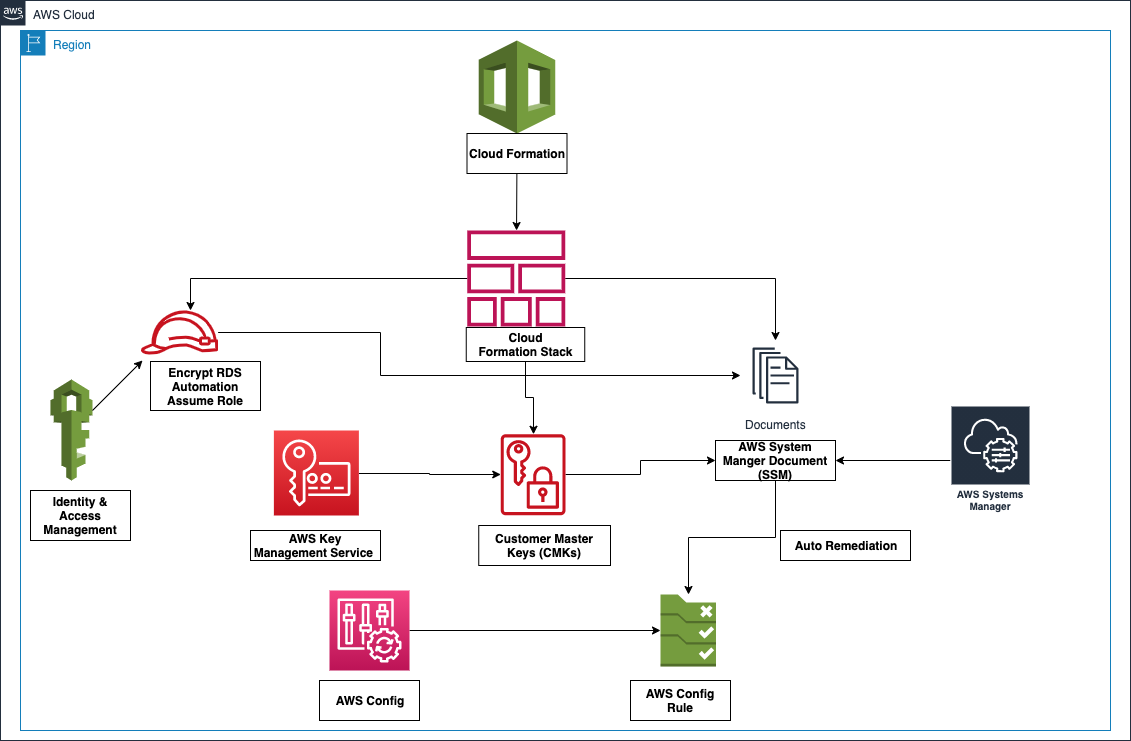 aws
AWS Cloud
Region
Cloud Formation
Cloud
Formation Stack
Encrypt RDS
Automation
Assume Role
Documents
AWS System
Manger Document
(SSM)
AWS Systems
Manager
Identity &
Access
Management
AWS Key
Management Service
Customer Master
Keys (CMKs)
Auto Remediation
AWS Config
AWS Config
Rule